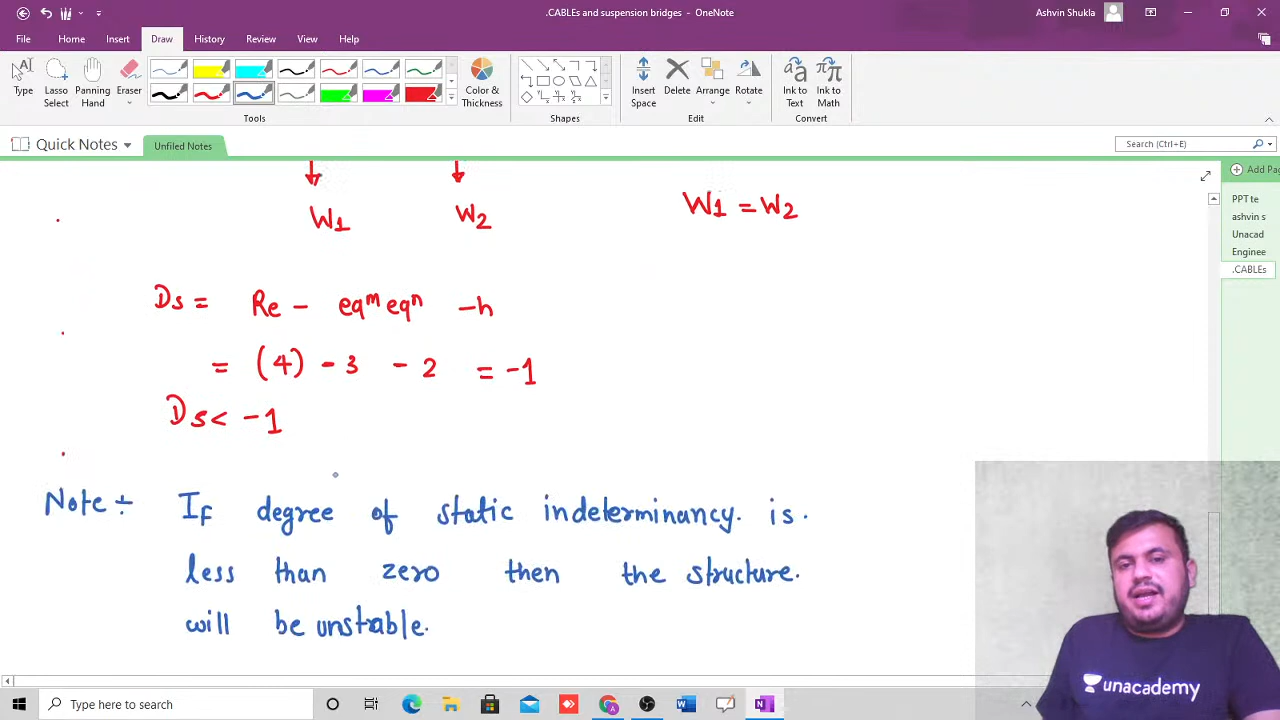 .CABLEs and suspension bridges - OneNote
Ashvin Shukla
File Home Insert Draw History Review View Help
Type
Lasso Select
Panning Hand
Eraser
Color & Thickness
Insert Space
Delete
Arrange
Rotate
Ink to Text
Ink to Math
Tools
Shapes
Edit
Convert
Quick Notes
Unfiled Notes
Search (Ctrl+E)
Add Pa
PPT te
ashvin s
Unacad
Enginee
.CABLEs
W1 W2 W1 = W2
Ds = Re - eqᵐ eqⁿ - h
= (4) - 3 - 2 = -1
Ds < -1
Note ÷ If degree of static indeterminancy. is.
less than zero then the structure.
will be unstable.
unacademy
Type here to search